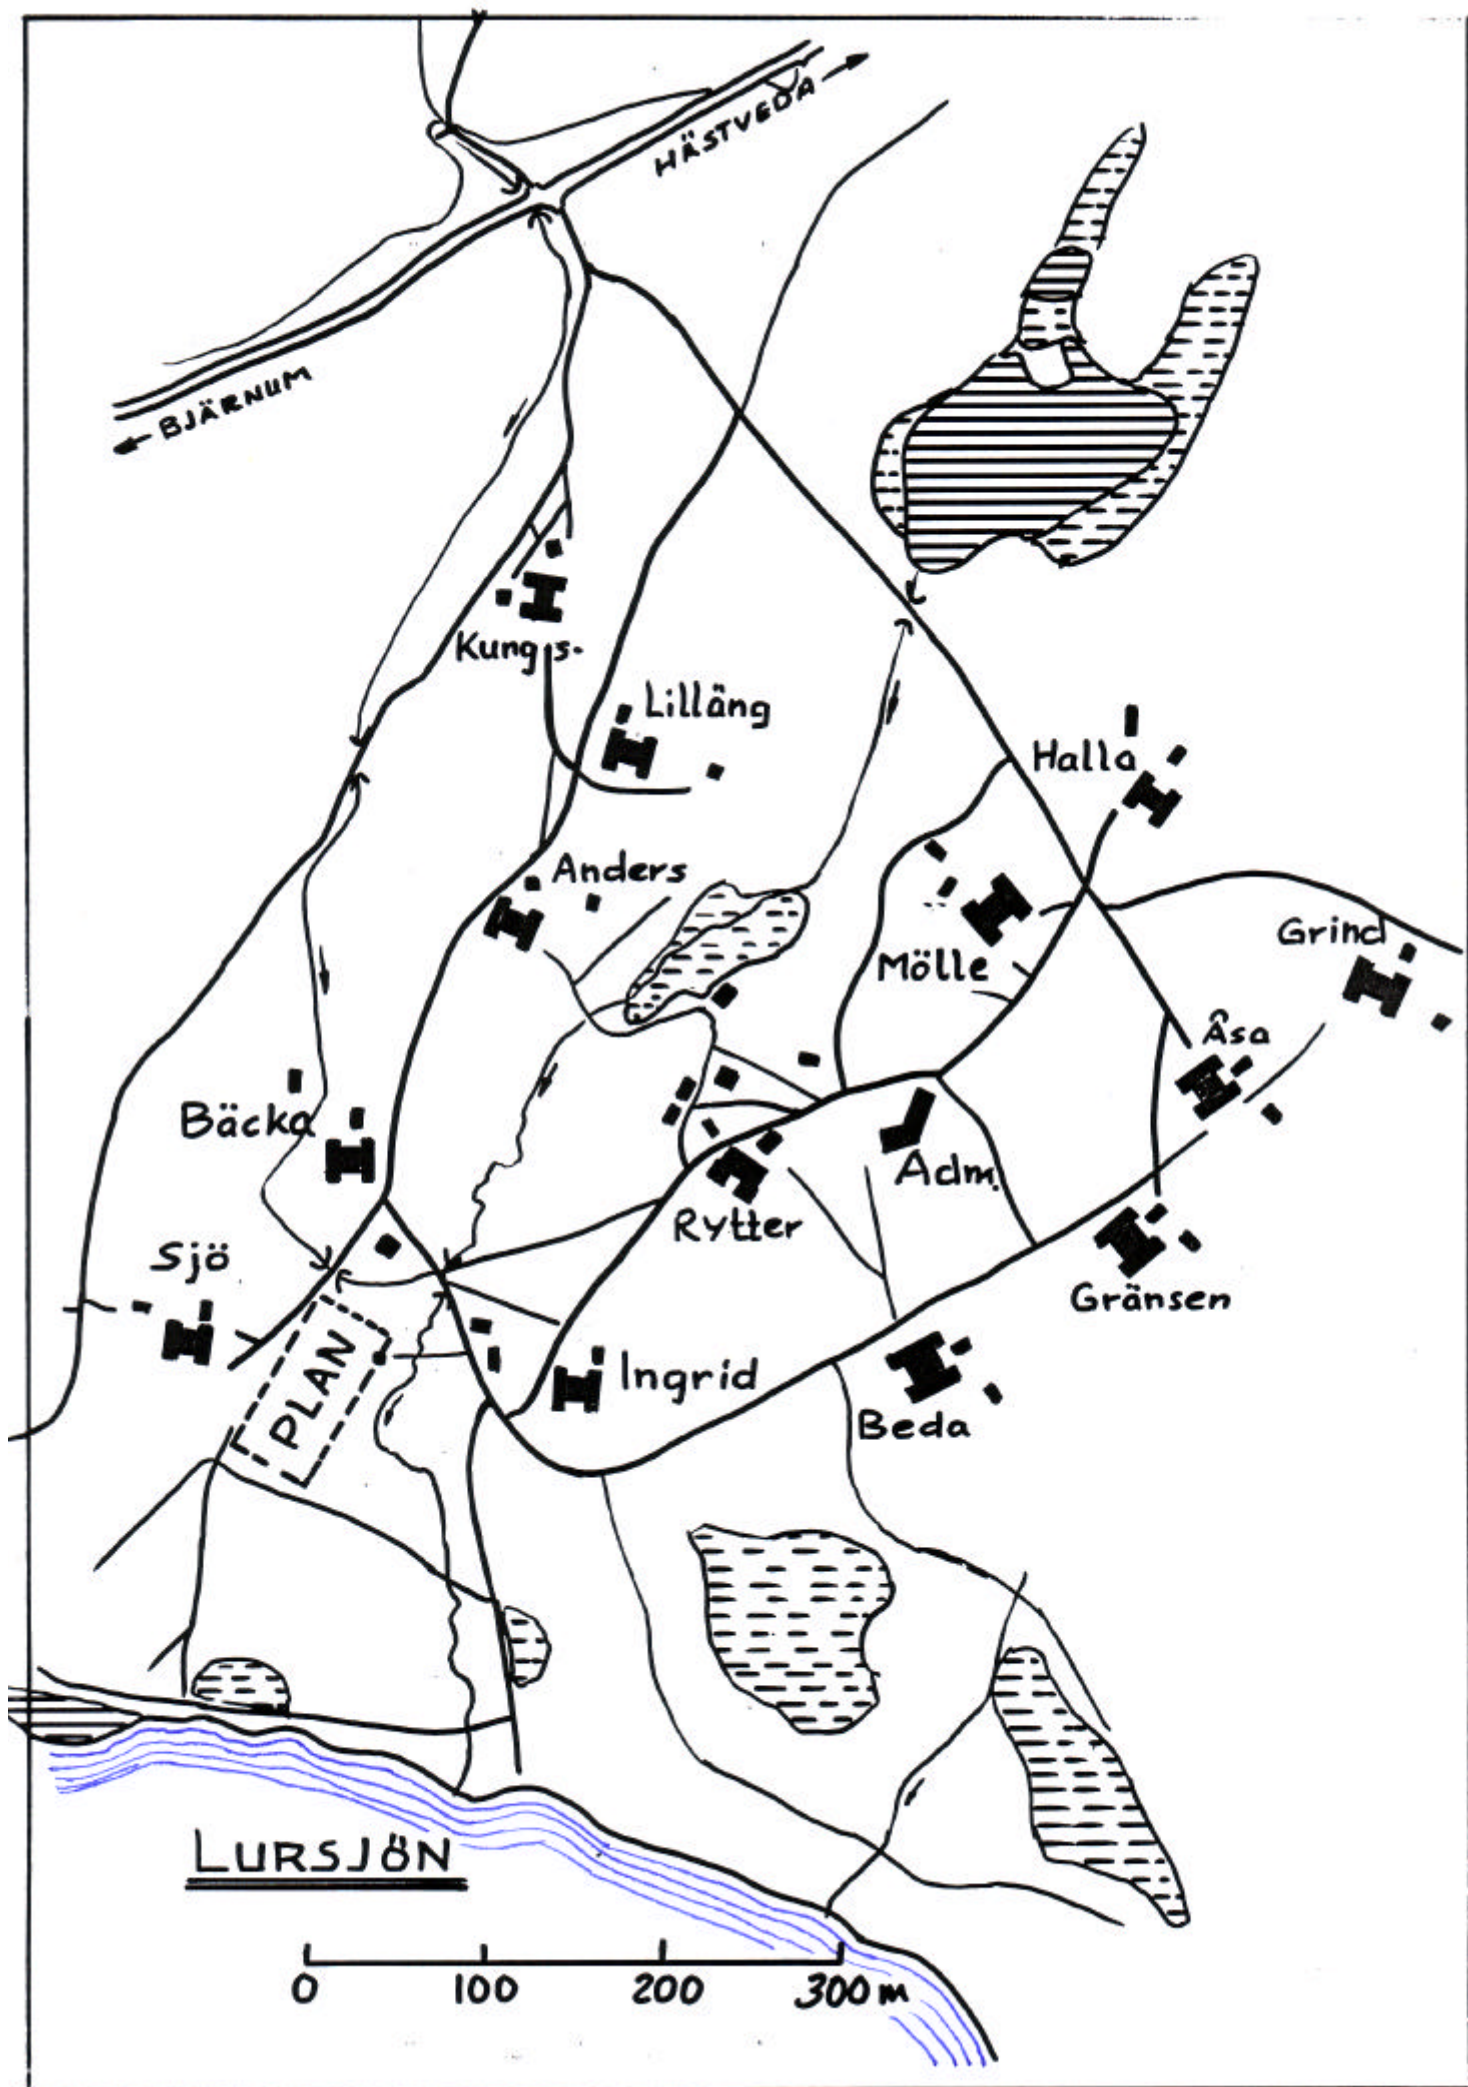 HÄSTVEDA
BJÄRNUM
Kungs-
Lilläng
Halla
Anders
Grind
Mölle
Åsa
Bäcka
Adm.
Rytter
Sjö
Gränsen
PLAN
Ingrid
Beda
LURSJÖN
0 100 200 300 m